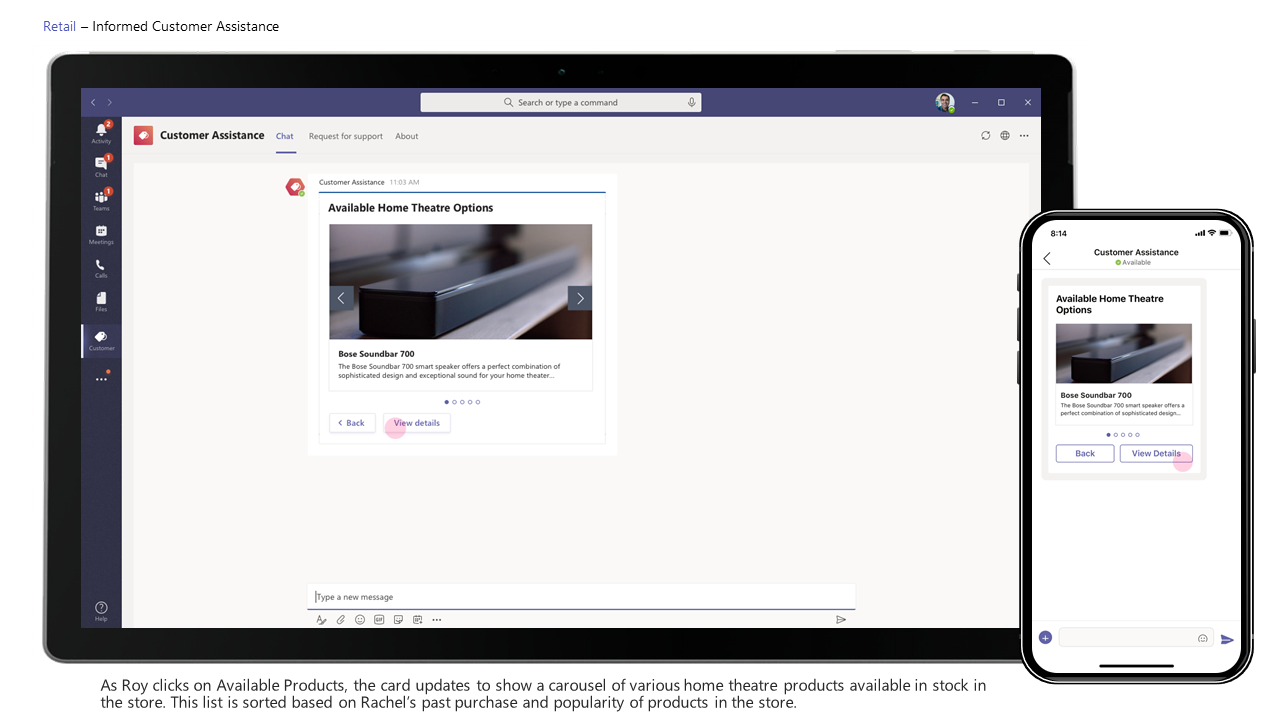 Retail – Informed Customer Assistance
Search or type a command
Activity
2
Chat
1
Teams
1
Meetings
Calls
Files
Customer
Help
Customer Assistance
Chat
Request for support
About
Customer Assistance 11:03 AM
Available Home Theatre Options
Bose Soundbar 700
The Bose Soundbar 700 smart speaker offers a perfect combination of
sophisticated design and exceptional sound for your home theater...
Back
View details
Type a new message
GIF
8:14
Customer Assistance
Available
Available Home Theatre
Options
Bose Soundbar 700
The Bose Soundbar 700 smart speaker offers a
perfect combination of sophisticated design...
Back
View Details
As Roy clicks on Available Products, the card updates to show a carousel of various home theatre products available in stock in
the store. This list is sorted based on Rachel's past purchase and popularity of products in the store.